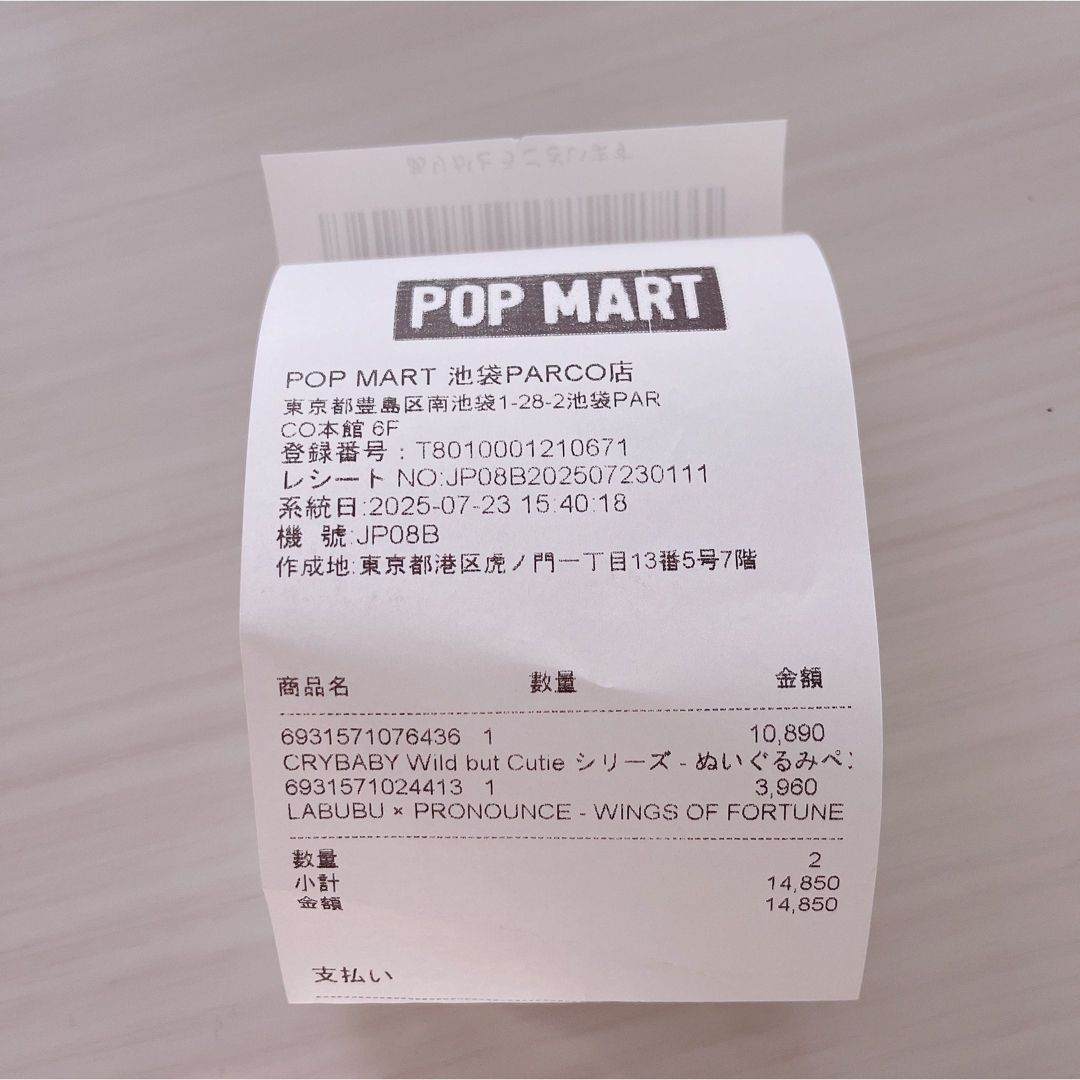 POP MART
POP MART 池袋PARCO店
東京都豊島区南池袋1-28-2池袋PAR
CO本館 6F
登録番号 : T8010001210671
レシート NO:JP08B202507230111
系統日:2025-07-23 15:40:18
機 號:JP08B
作成地:東京都港区虎ノ門一丁目13番5号7階
商品名 數量 金額
6931571076436 1 10,890
CRYBABY Wild but Cutie シリーズ - ぬいぐるみペ
6931571024413 1 3,960
LABUBU × PRONOUNCE - WINGS OF FORTUNE
數量 2
小計 14,850
金額 14,850
支払い